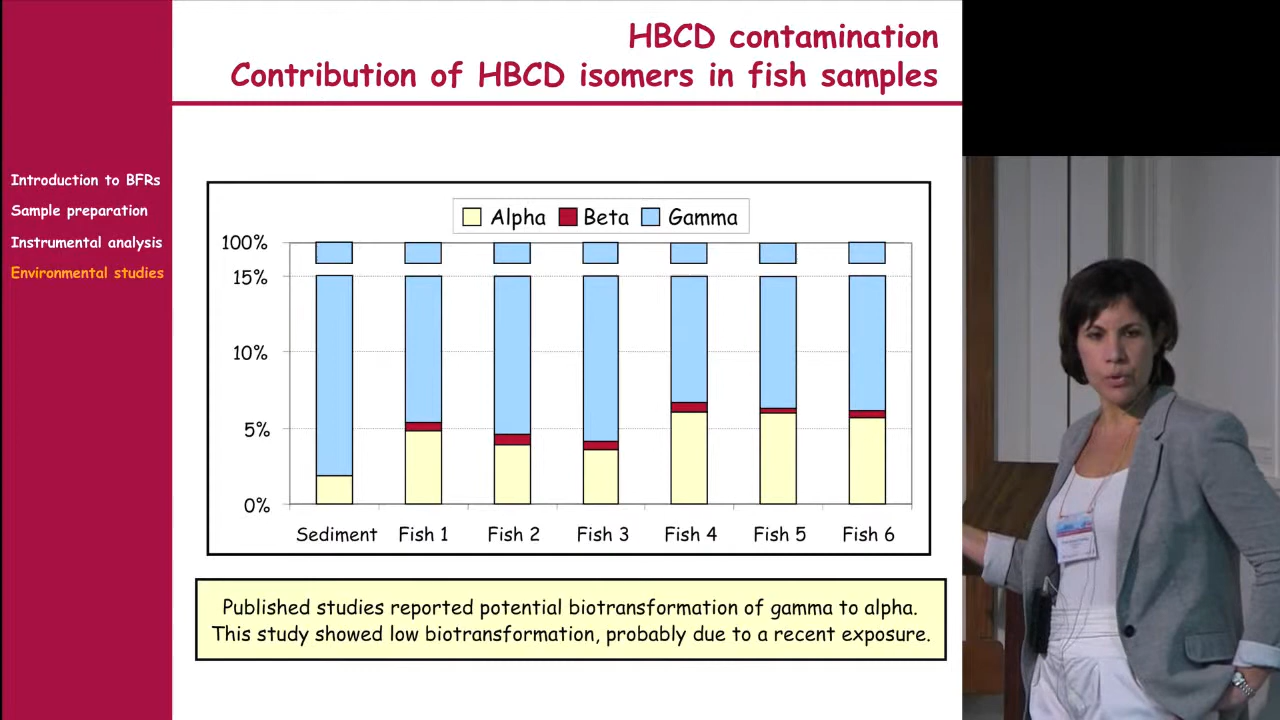 HBCD contamination
Contribution of HBCD isomers in fish samples
Introduction to BFRs
Sample preparation
Instrumental analysis
Environmental studies
Alpha Beta Gamma
100%
15%
10%
5%
0%
Sediment Fish 1 Fish 2 Fish 3 Fish 4 Fish 5 Fish 6
Published studies reported potential biotransformation of gamma to alpha.
This study showed low biotransformation, probably due to a recent exposure.